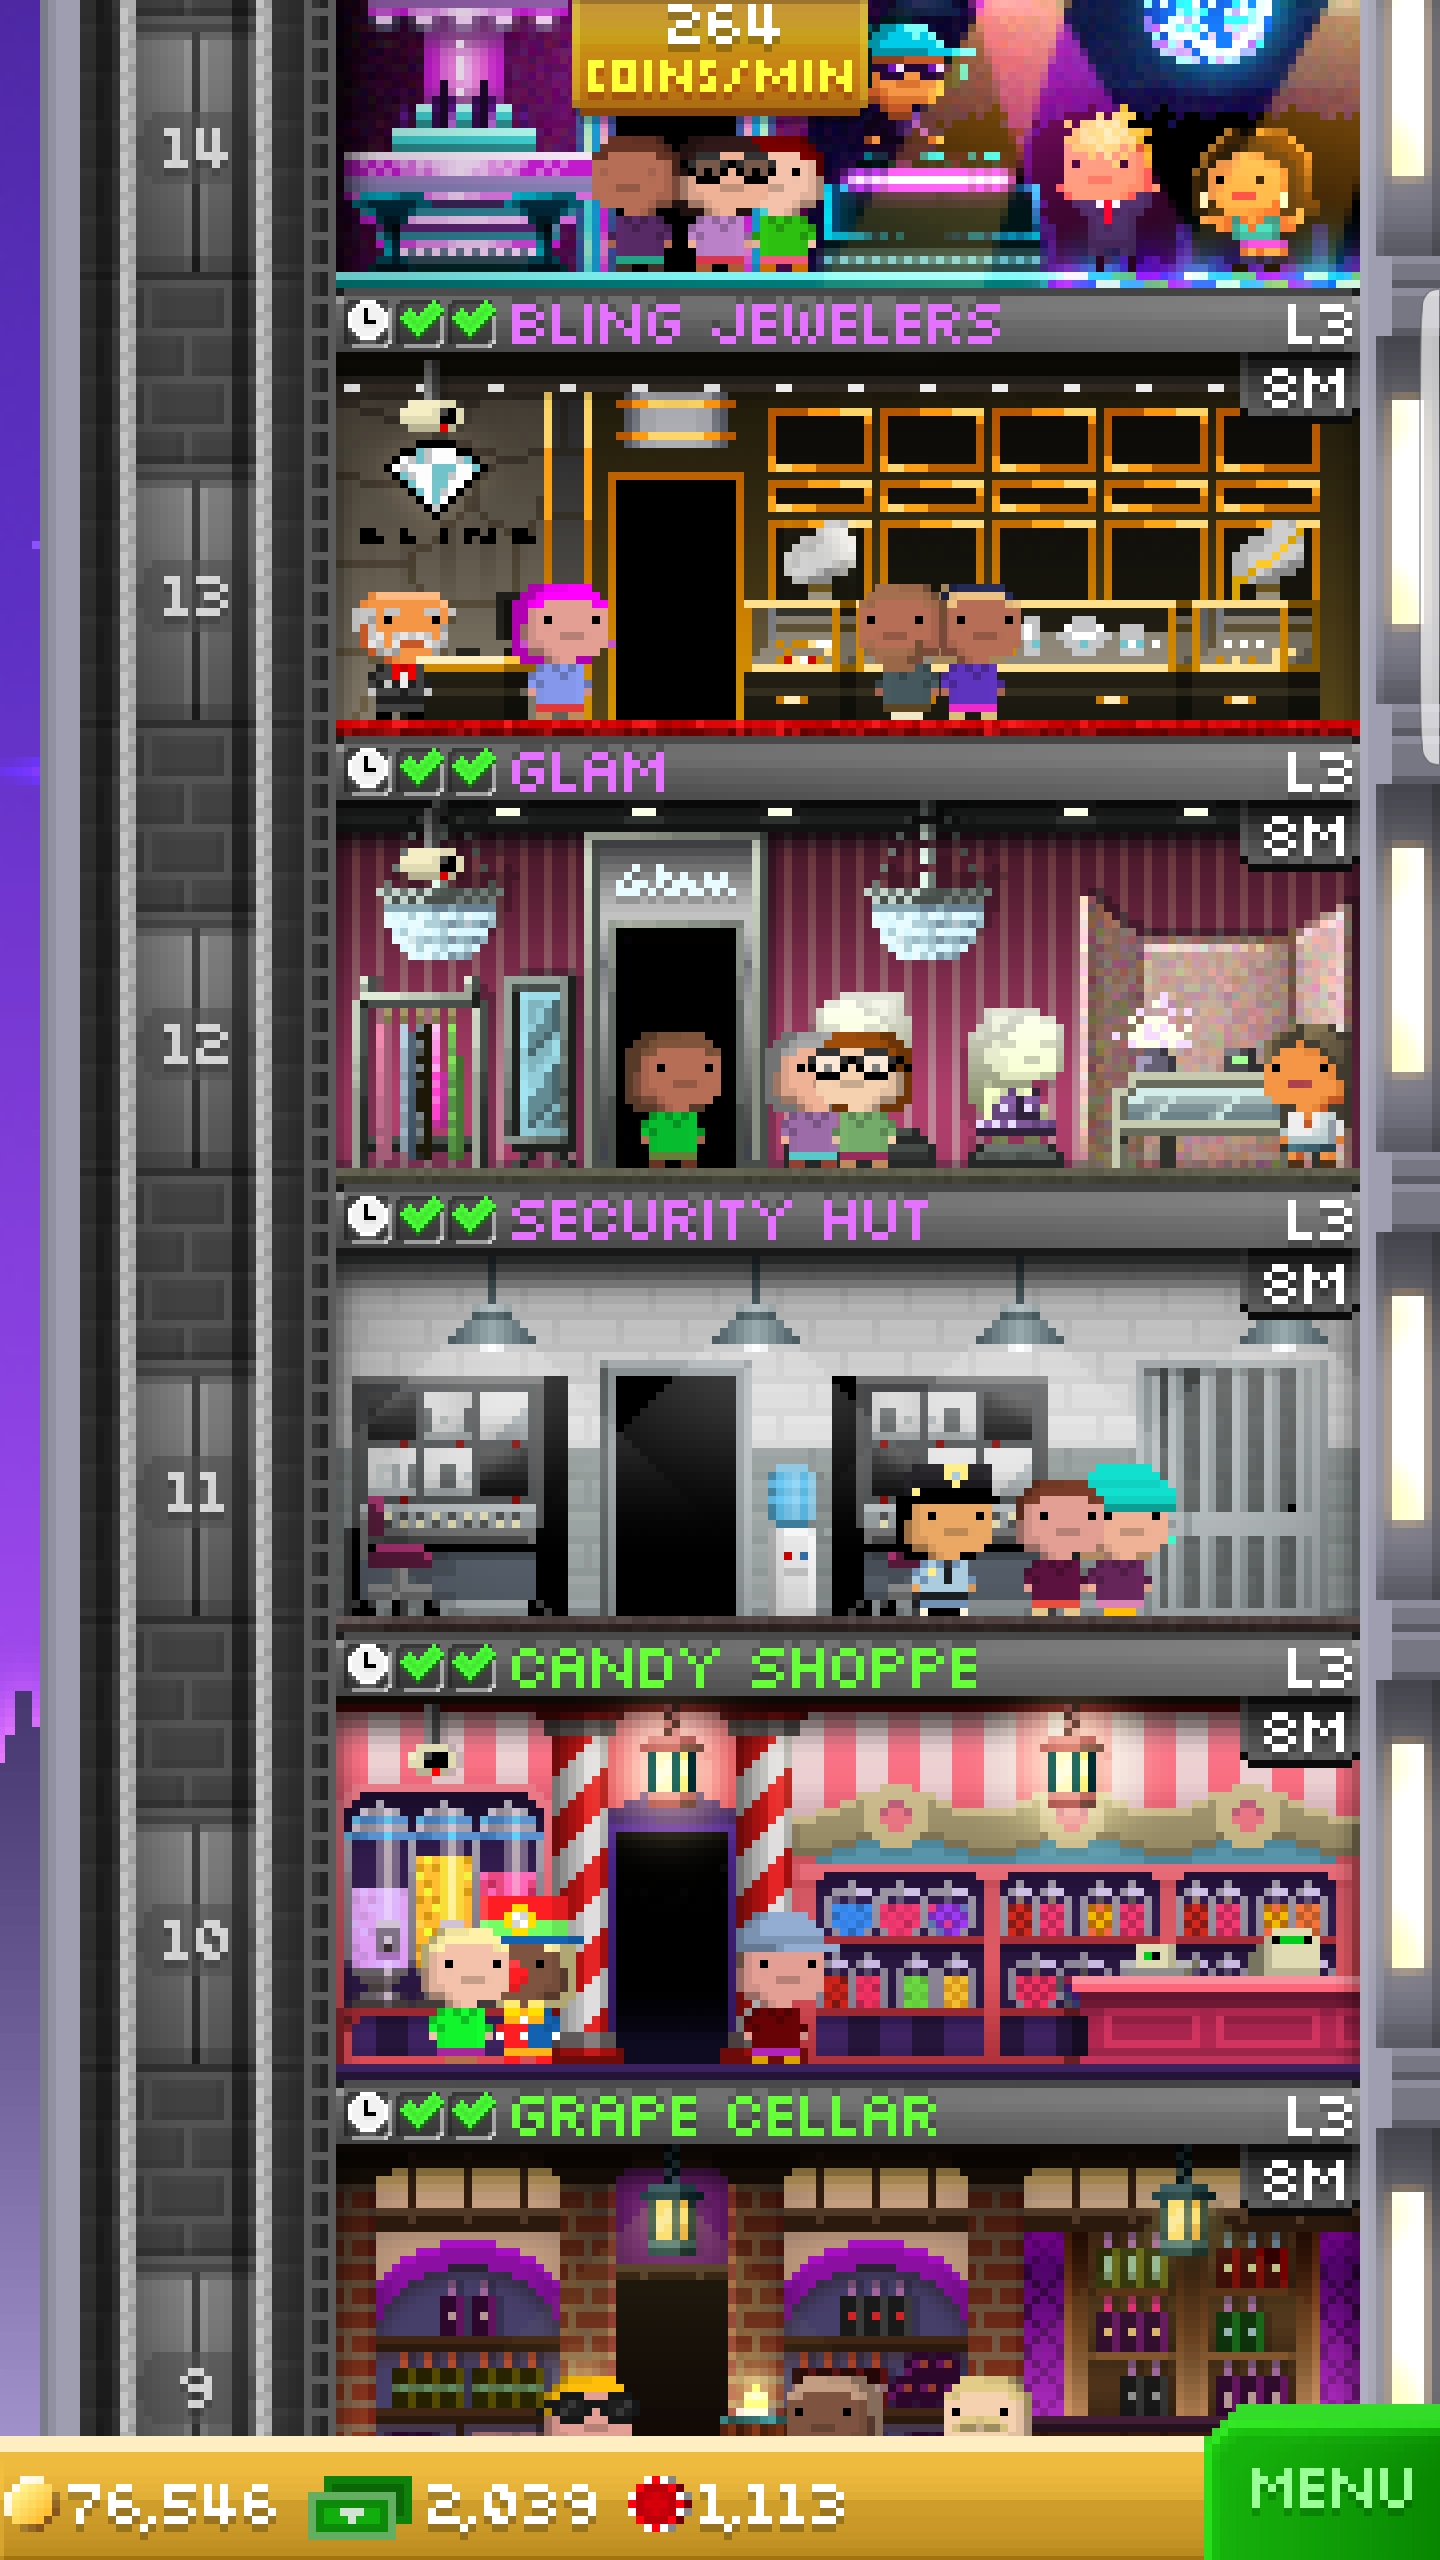 264
COINS/MIN
14
BLING JEWELERS L3
8M
BLING
13
GLAM L3
8M
Glam
12
SECURITY HUT L3
8M
11
CANDY SHOPPE L3
8M
10
GRAPE CELLAR L3
8M
9
76,546 2,039 1,113
MENU